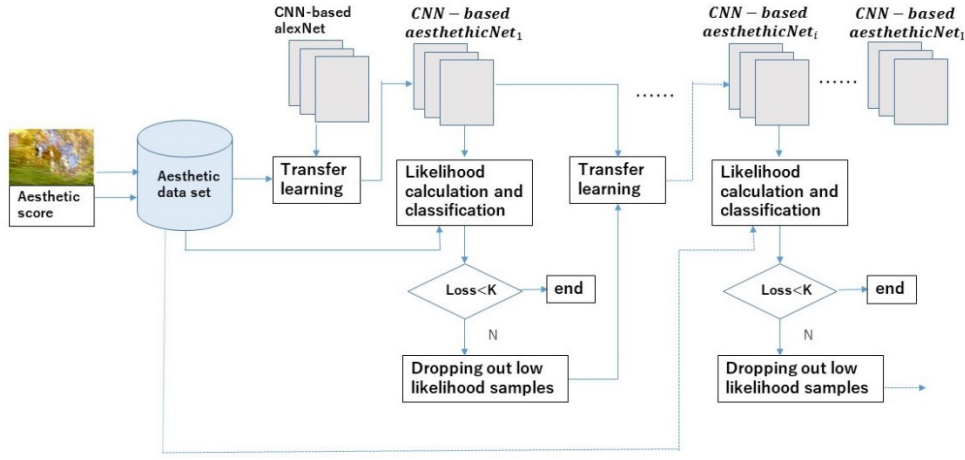 CNN-based
alexNet
CNN – based
aesthethicNet₁
CNN – based
aesthethicNetᵢ
CNN – based
aesthethicNet₁
......
......
Aesthetic
score
Aesthetic
data set
Transfer
learning
Likelihood
calculation and
classification
Transfer
learning
Likelihood
calculation and
classification
Loss<K
end
Loss<K
end
N
N
Dropping out low
likelihood samples
Dropping out low
likelihood samples